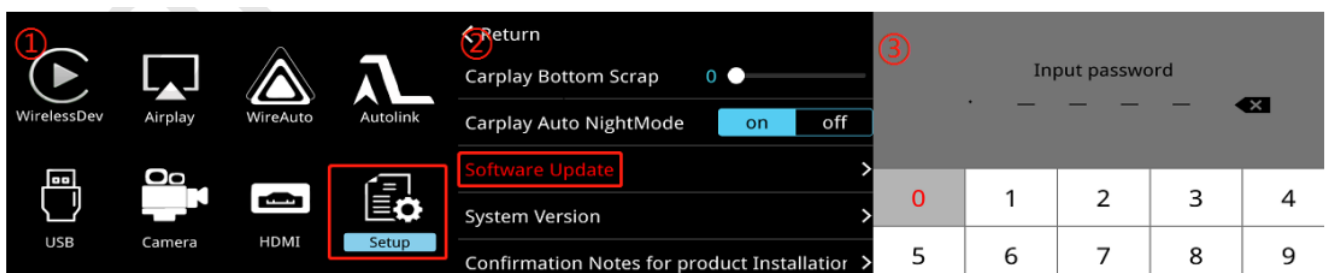 ①
WirelessDev
Airplay
WireAuto
Autolink
USB
Camera
HDMI
Setup
②
Return
Carplay Bottom Scrap 0
Carplay Auto NightMode on off
Software Update
System Version
Confirmation Notes for product Installation
③
Input password
0 1 2 3 4
5 6 7 8 9